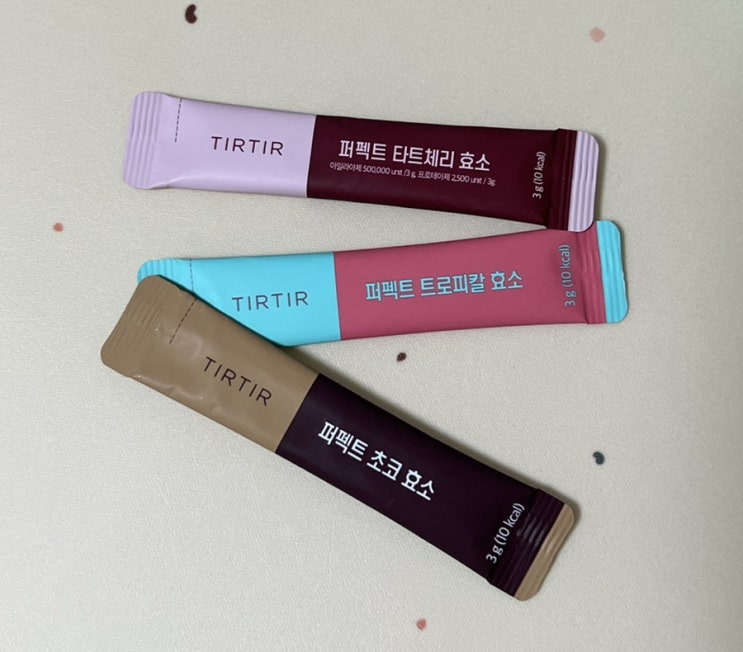 TIRTIR
퍼펙트 타트체리 효소
아밀라아제 500,000 unit /3 g, 프로테아제 2,500 unit / 3g
3 g (10 kcal)
TIRTIR
퍼펙트 트로피칼 효소
3 g (10 kcal)
TIRTIR
퍼펙트 초코 효소
3 g (10 kcal)